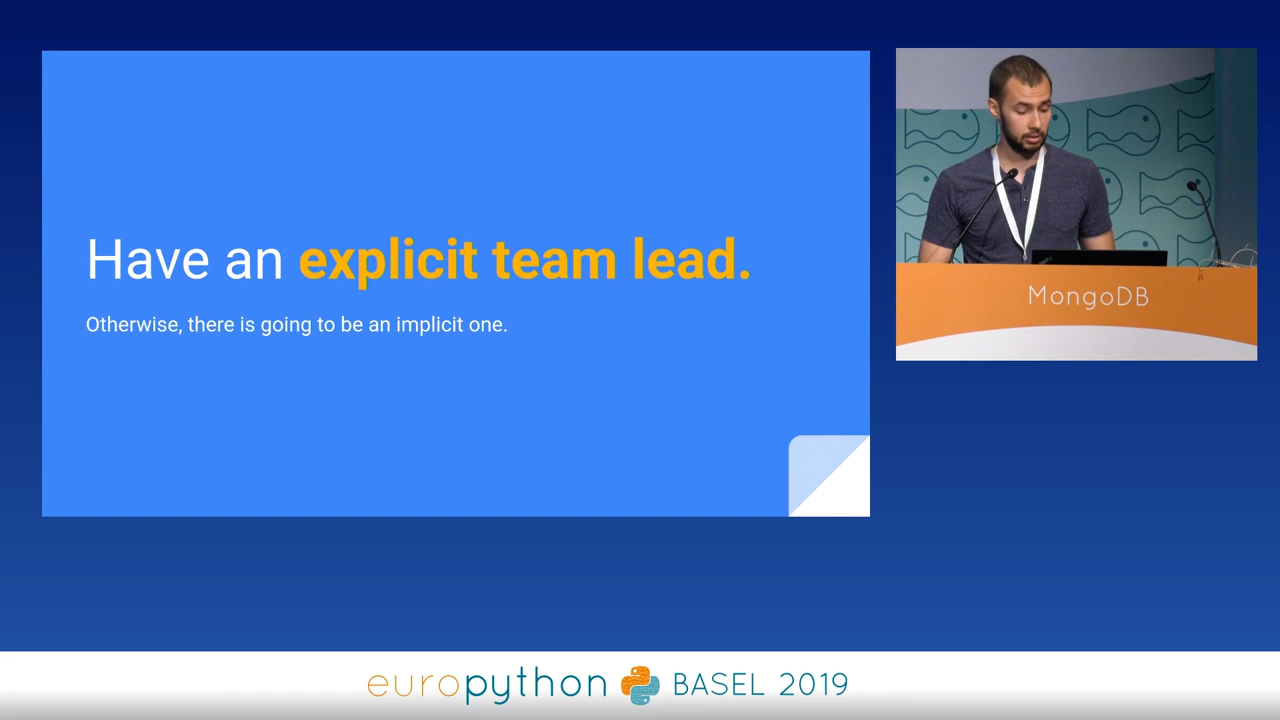 Have an explicit team lead.
Otherwise, there is going to be an implicit one.
MongoDB
europython BASEL 2019